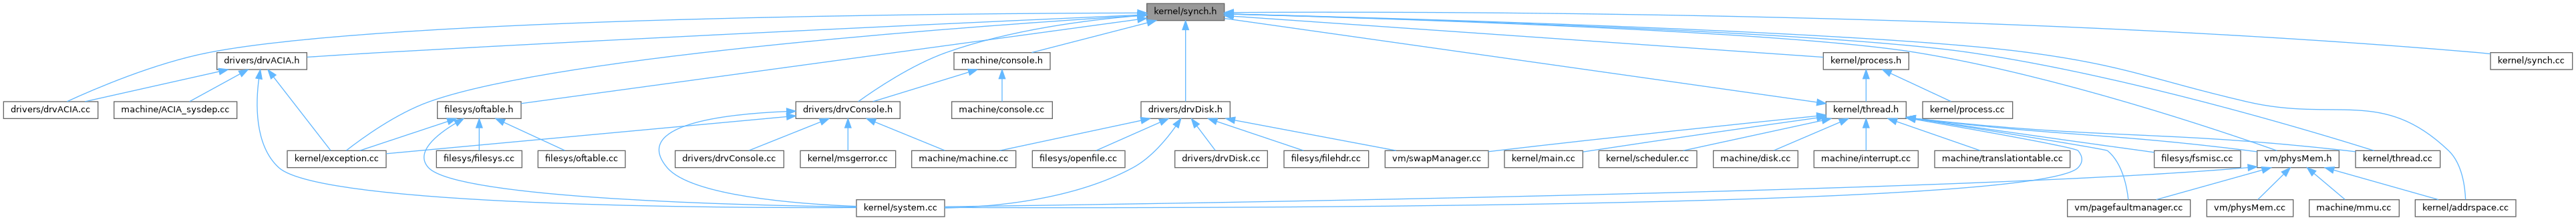 kernel/synch.h
drivers/drvACIA.h
machine/console.h
kernel/process.h
kernel/synch.cc
drivers/drvACIA.cc
machine/ACIA_sysdep.cc
filesys/oftable.h
drivers/drvConsole.h
machine/console.cc
drivers/drvDisk.h
kernel/thread.h
kernel/process.cc
kernel/exception.cc
filesys/filesys.cc
filesys/oftable.cc
drivers/drvConsole.cc
kernel/msgerror.cc
machine/machine.cc
filesys/openfile.cc
drivers/drvDisk.cc
filesys/filehdr.cc
vm/swapManager.cc
kernel/main.cc
kernel/scheduler.cc
machine/disk.cc
machine/interrupt.cc
machine/translationtable.cc
filesys/fsmisc.cc
vm/physMem.h
kernel/thread.cc
kernel/system.cc
vm/pagefaultmanager.cc
vm/physMem.cc
machine/mmu.cc
kernel/addrspace.cc